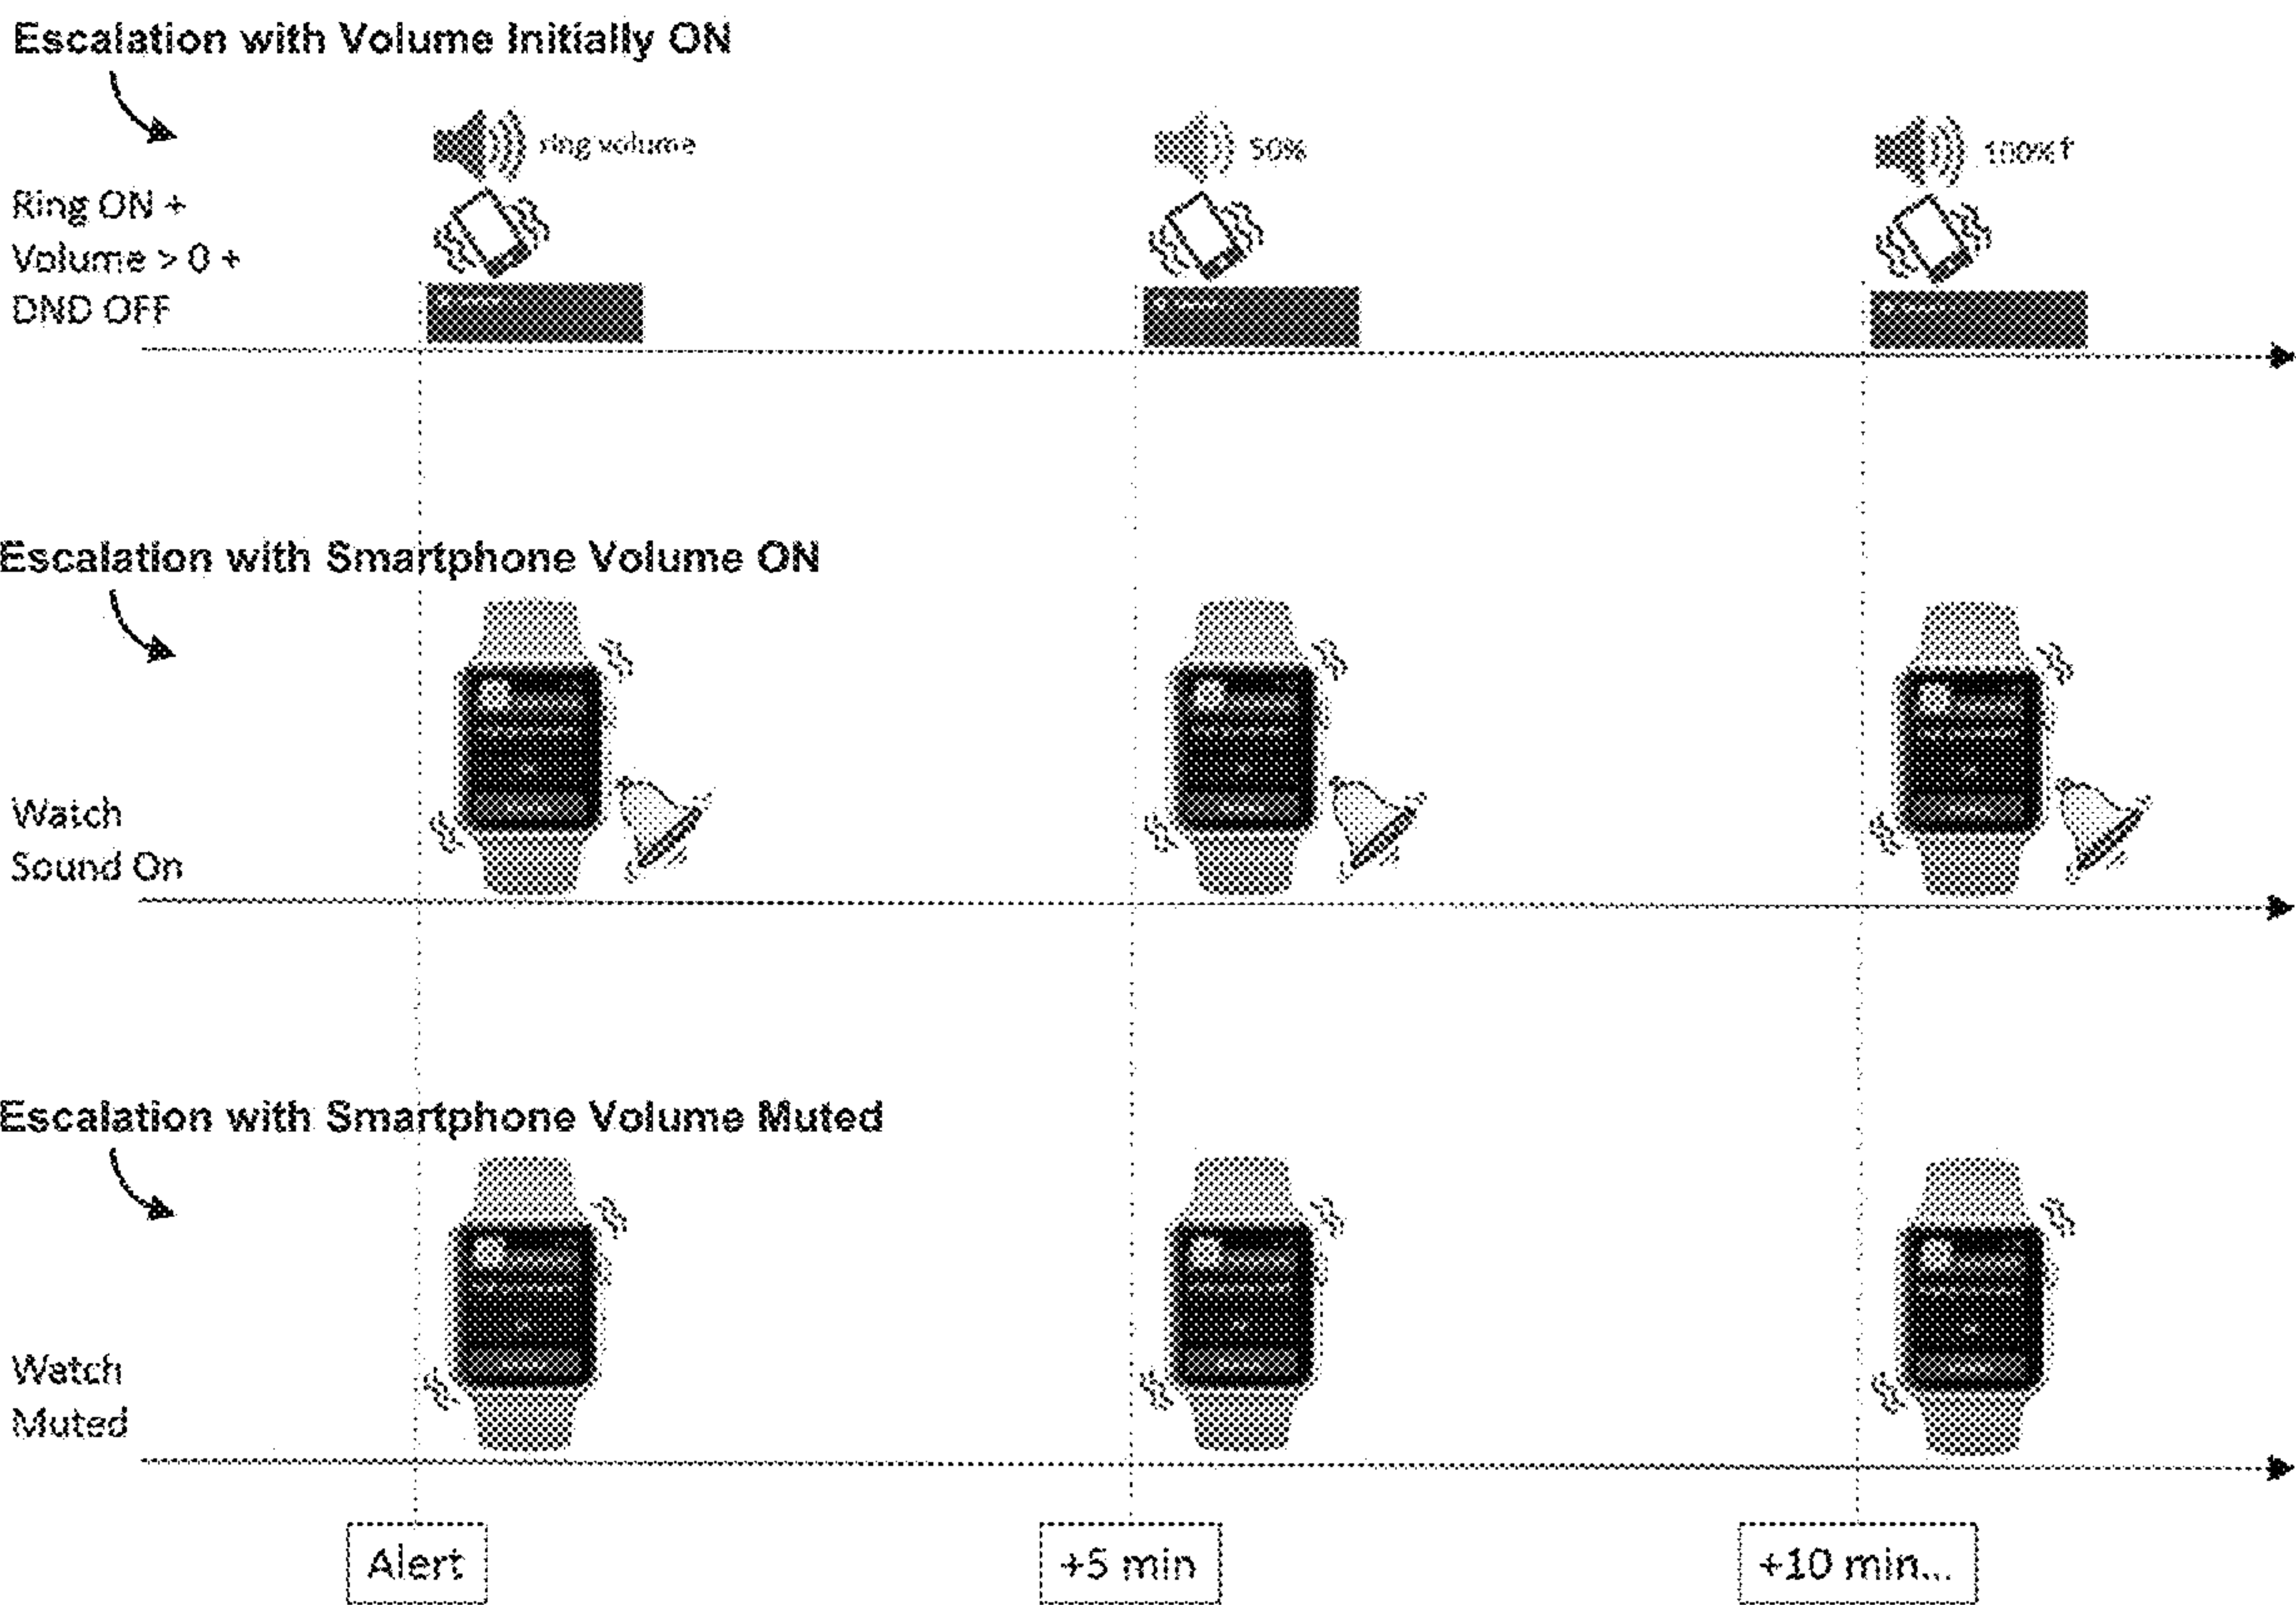 Escalation with Volume Initially ON
ring volume
50%
100%†
Ring ON +
Volume > 0 +
DND OFF
Escalation with Smartphone Volume ON
Watch
Sound On
Escalation with Smartphone Volume Muted
Watch
Muted
Alert
+5 min
+10 min...